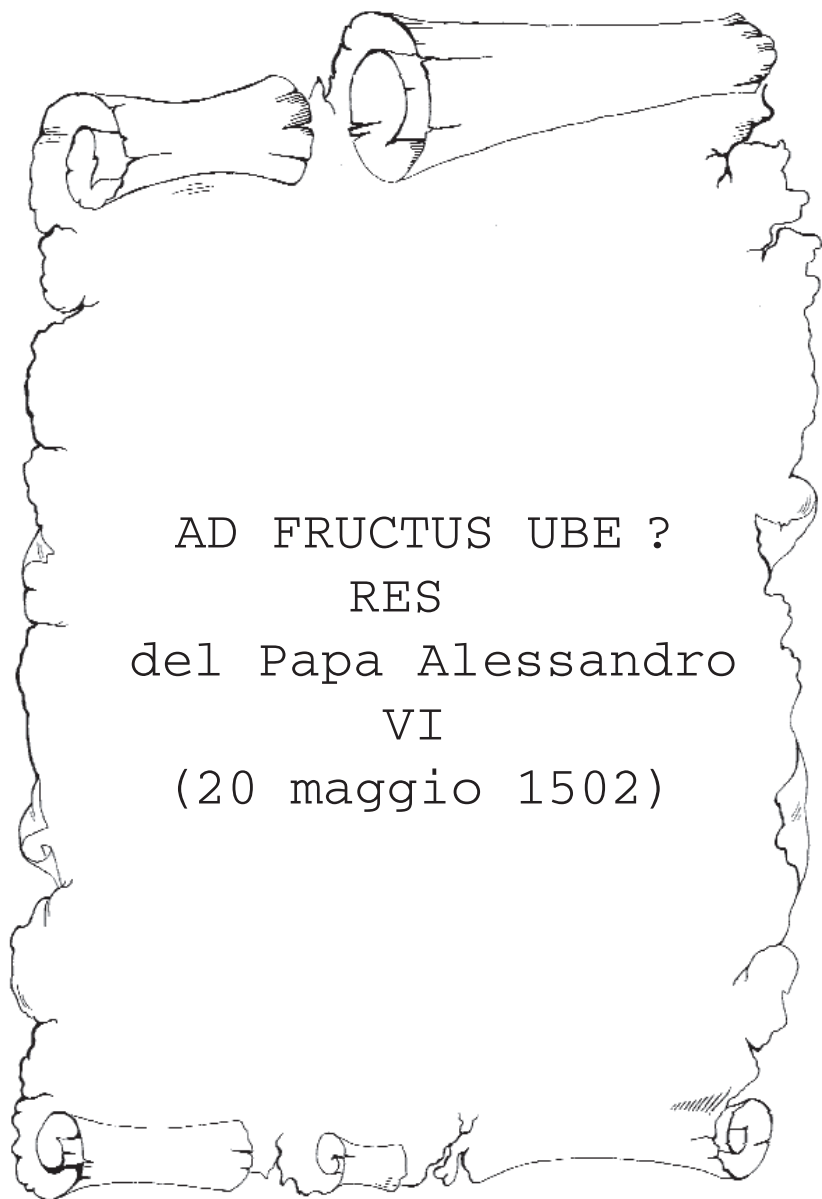 AD FRUCTUS UBE ?
RES
del Papa Alessandro
VI
(20 maggio 1502)